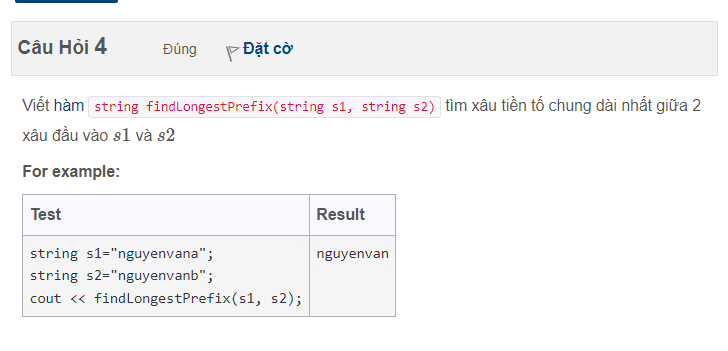 Câu Hỏi 4 Đúng Đặt cờ
Viết hàm string findLongestPrefix(string s1, string s2) tìm xâu tiền tố chung dài nhất giữa 2
xâu đầu vào s1 và s2
For example:
Test Result
string s1="nguyenvana"; nguyenvan
string s2="nguyenvanb";
cout << findLongestPrefix(s1, s2);